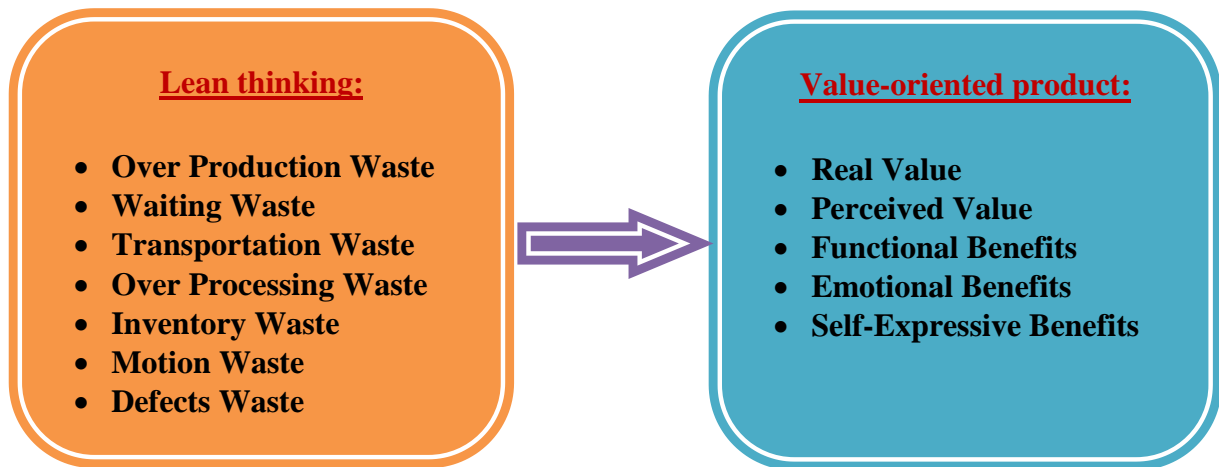 Lean thinking:
• Over Production Waste
• Waiting Waste
• Transportation Waste
• Over Processing Waste
• Inventory Waste
• Motion Waste
• Defects Waste
Value-oriented product:
• Real Value
• Perceived Value
• Functional Benefits
• Emotional Benefits
• Self-Expressive Benefits